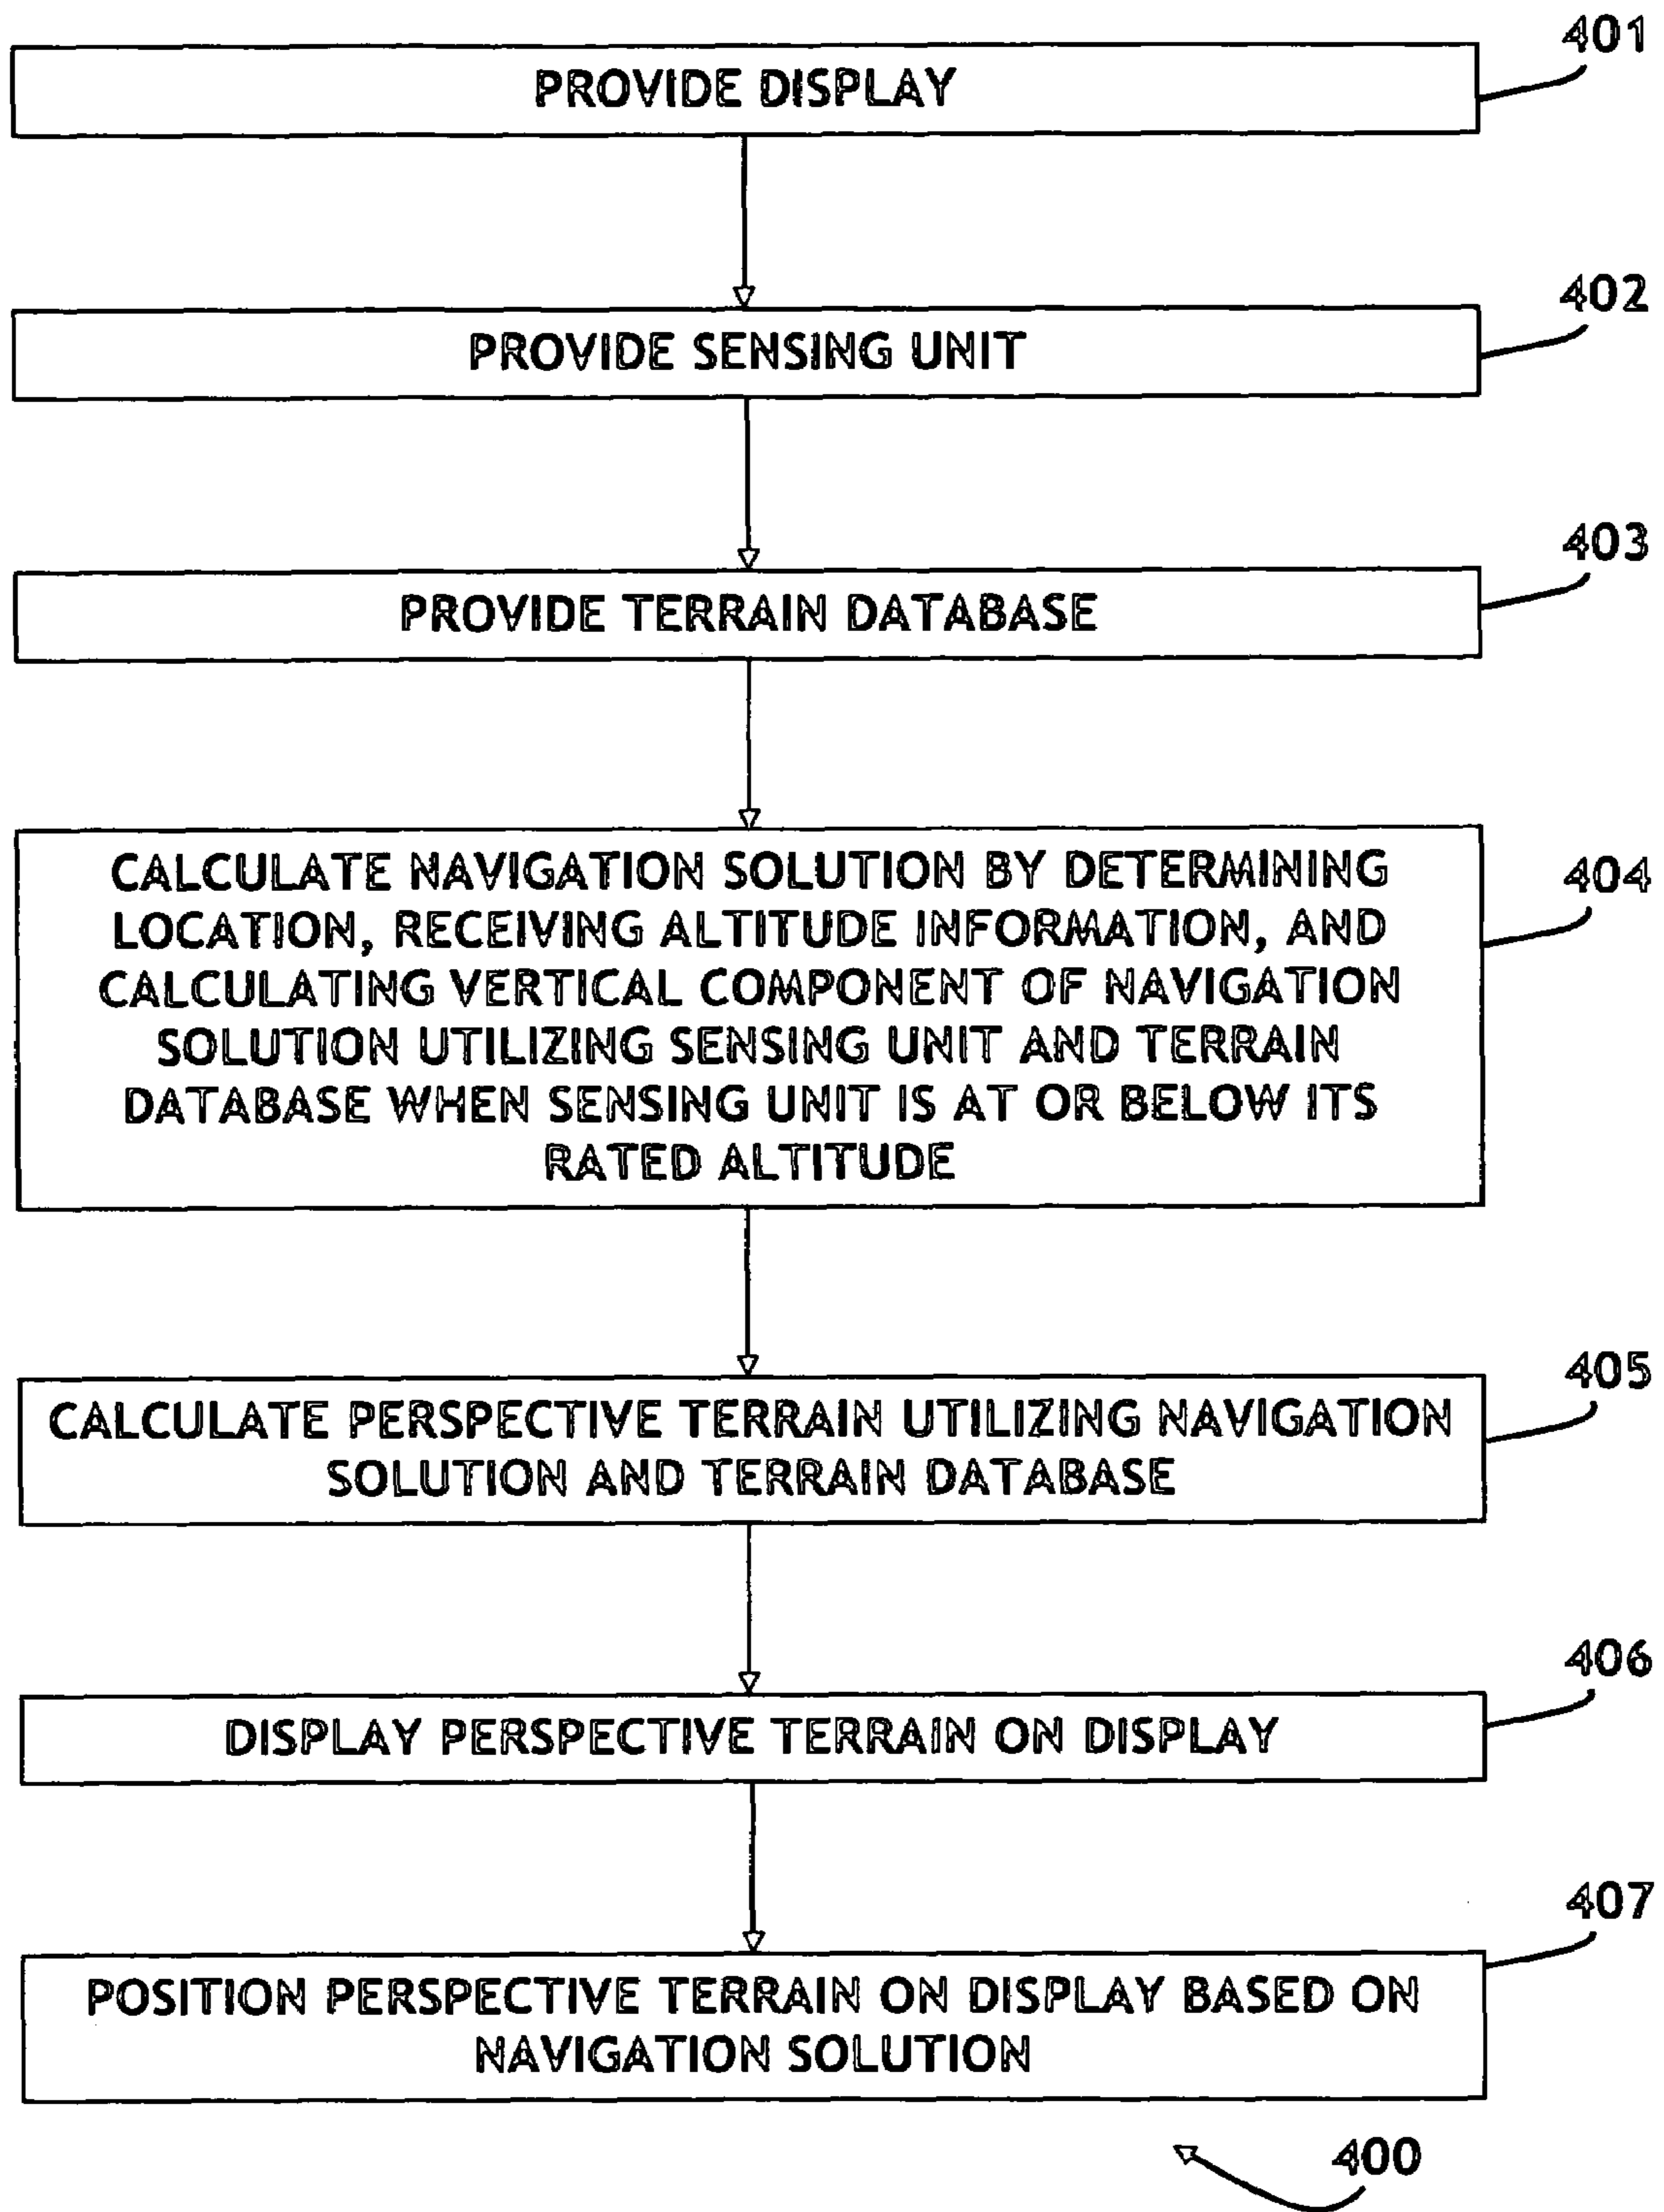 401
PROVIDE DISPLAY
402
PROVIDE SENSING UNIT
403
PROVIDE TERRAIN DATABASE
404
CALCULATE NAVIGATION SOLUTION BY DETERMINING
LOCATION, RECEIVING ALTITUDE INFORMATION, AND
CALCULATING VERTICAL COMPONENT OF NAVIGATION
SOLUTION UTILIZING SENSING UNIT AND TERRAIN
DATABASE WHEN SENSING UNIT IS AT OR BELOW ITS
RATED ALTITUDE
405
CALCULATE PERSPECTIVE TERRAIN UTILIZING NAVIGATION
SOLUTION AND TERRAIN DATABASE
406
DISPLAY PERSPECTIVE TERRAIN ON DISPLAY
407
POSITION PERSPECTIVE TERRAIN ON DISPLAY BASED ON
NAVIGATION SOLUTION
400